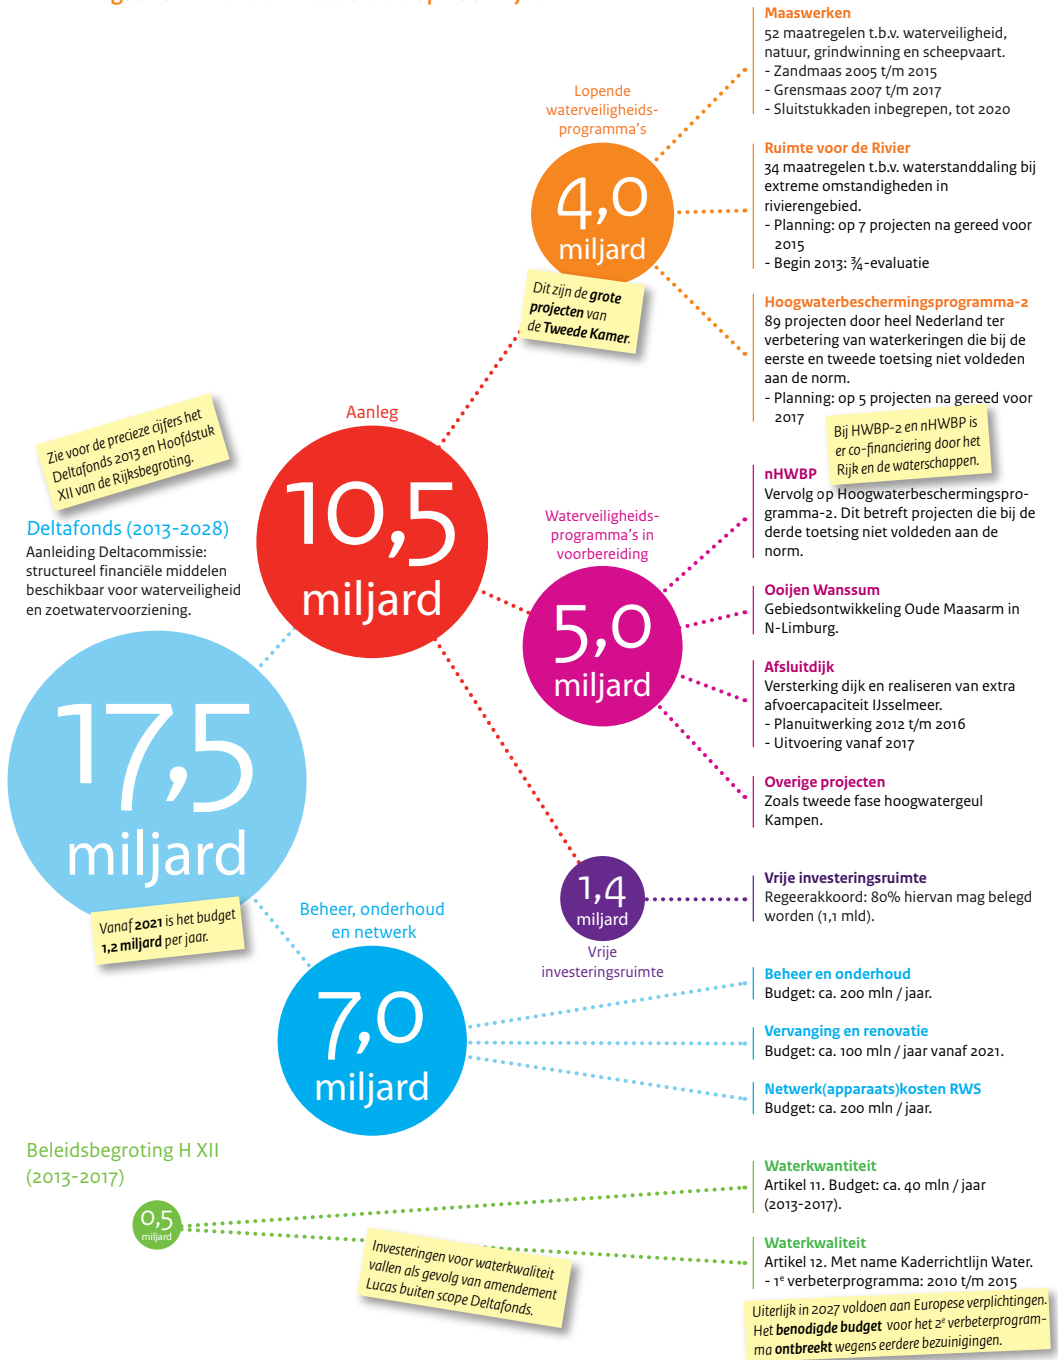 Maaswerken
52 maatregelen t.b.v. waterveiligheid,
natuur, grindwinning en scheepvaart.
- Zandmaas 2005 t/m 2015
- Grensmaas 2007 t/m 2017
- Sluitstukkaden inbegrepen, tot 2020
Lopende
waterveiligheids-
programma's
4,0
miljard
Dit zijn de grote
projecten van
de Tweede Kamer.
Ruimte voor de Rivier
34 maatregelen t.b.v. waterstanddaling bij
extreme omstandigheden in
rivierengebied.
- Planning: op 7 projecten na gereed voor
2015
- Begin 2013: ¾-evaluatie
Hoogwaterbeschermingsprogramma-2
89 projecten door heel Nederland ter
verbetering van waterkeringen die bij de
eerste en tweede toetsing niet voldeden
aan de norm.
- Planning: op 5 projecten na gereed voor
2017
Bij HWBP-2 en nHWBP is
er co-financiering door het
Rijk en de waterschappen.
Zie voor de precieze cijfers het
Deltafonds 2013 en Hoofdstuk
XII van de Rijksbegroting.
Aanleg
10,5
miljard
Deltafonds (2013-2028)
Aanleiding Deltacommissie:
structureel financiële middelen
beschikbaar voor waterveiligheid
en zoetwatervoorziening.
17,5
miljard
Vanaf 2021 is het budget
1,2 miljard per jaar.
Waterveiligheids-
programma's in
voorbereiding
5,0
miljard
nHWBP
Vervolg op Hoogwaterbeschermingspro-
gramma-2. Dit betreft projecten die bij de
derde toetsing niet voldeden aan de
norm.
Ooijen Wanssum
Gebiedsontwikkeling Oude Maasarm in
N-Limburg.
Afsluitdijk
Versterking dijk en realiseren van extra
afvoercapaciteit IJsselmeer.
- Planuitwerking 2012 t/m 2016
- Uitvoering vanaf 2017
Overige projecten
Zoals tweede fase hoogwatergeul
Kampen.
1,4
miljard
Vrije
investeringsruimte
Vrije investeringsruimte
Regeerakkoord: 80% hiervan mag belegd
worden (1,1 mld).
Beheer, onderhoud
en netwerk
7,0
miljard
Beheer en onderhoud
Budget: ca. 200 mln / jaar.
Vervanging en renovatie
Budget: ca. 100 mln / jaar vanaf 2021.
Netwerk(apparaats)kosten RWS
Budget: ca. 200 mln / jaar.
Beleidsbegroting H XII
(2013-2017)
0,5
miljard
Investeringen voor waterkwaliteit
vallen als gevolg van amendement
Lucas buiten scope Deltafonds.
Waterkwantiteit
Artikel 11. Budget: ca. 40 mln / jaar
(2013-2017).
Waterkwaliteit
Artikel 12. Met name Kaderrichtlijn Water.
- 1e verbeterprogramma: 2010 t/m 2015
Uiterlijk in 2027 voldoen aan Europese verplichtingen.
Het benodigde budget voor het 2e verbeterprogram-
ma ontbreekt wegens eerdere bezuinigingen.